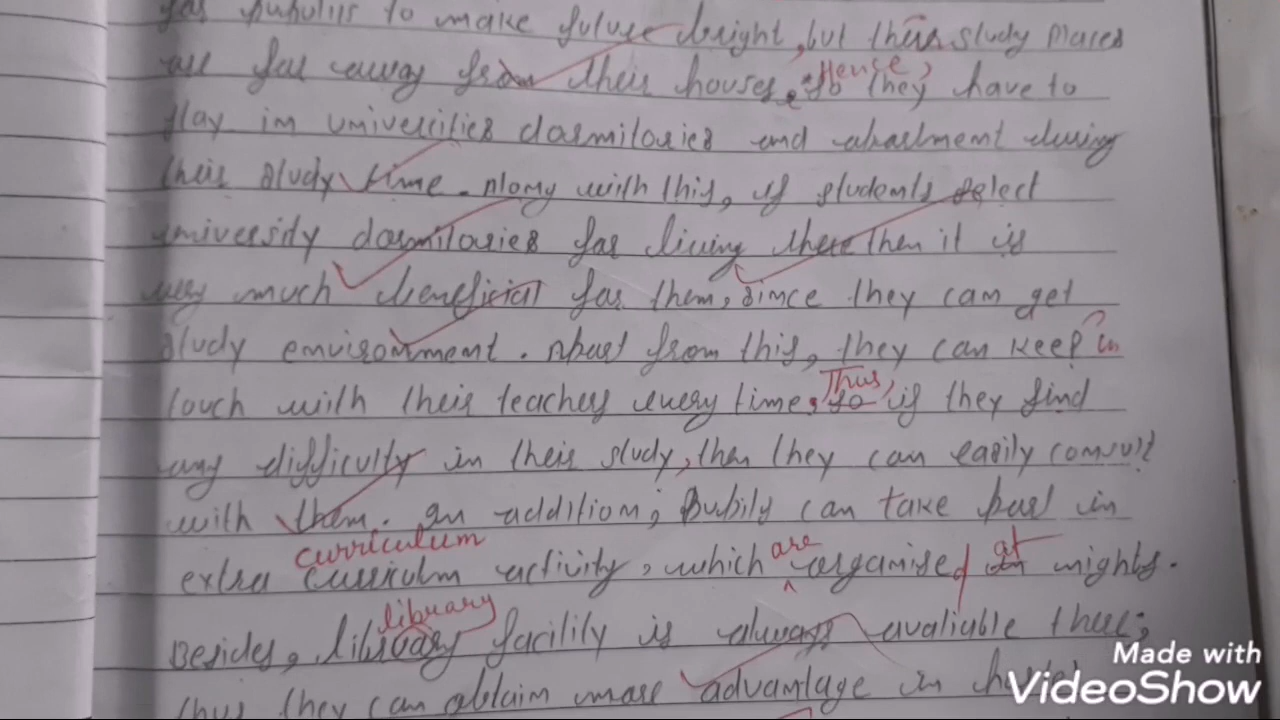 to make future bright, but their study places
are far away from their houses. so Hense, they have to
stay in universities dormitories and apartment during
their study time. Along with this, if students select
university dormitories for living there then it is
very much beneficial for them, since they can get
study environment. Apart from this, they can keep in
touch with their teachers every time. so Thus, if they find
any difficulty in their study, then they can easily consult
with them. In addition, pupils can take part in
curriculum
extra activity, which are organised at nights.
library
Besides, facility is always avaliable there;
thus they can obtain more advantage in
Made with
VideoShow